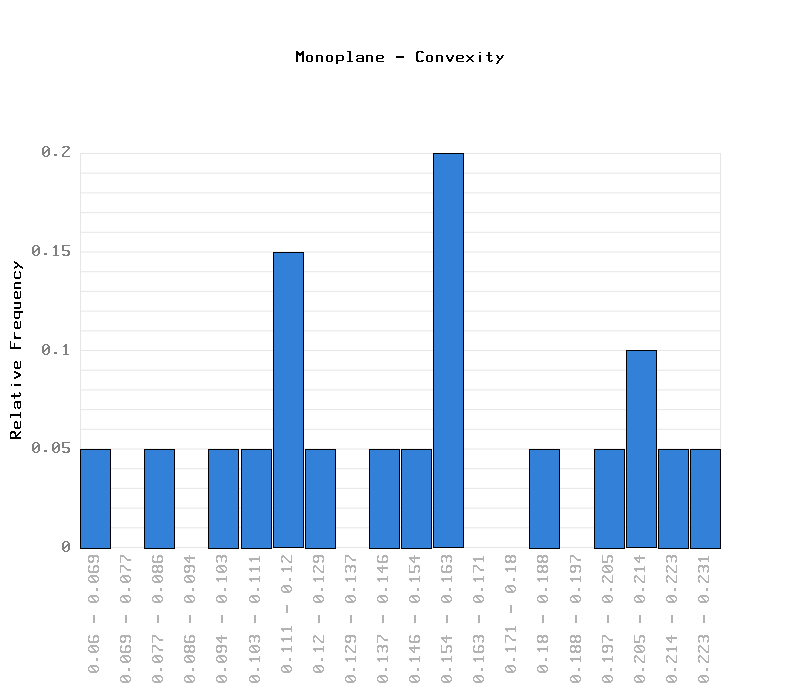 Monoplane - Convexity
Relative Frequency
0.2
0.15
0.1
0.05
0
0.06 - 0.069
0.069 - 0.077
0.077 - 0.086
0.086 - 0.094
0.094 - 0.103
0.103 - 0.111
0.111 - 0.12
0.12 - 0.129
0.129 - 0.137
0.137 - 0.146
0.146 - 0.154
0.154 - 0.163
0.163 - 0.171
0.171 - 0.18
0.18 - 0.188
0.188 - 0.197
0.197 - 0.205
0.205 - 0.214
0.214 - 0.223
0.223 - 0.231